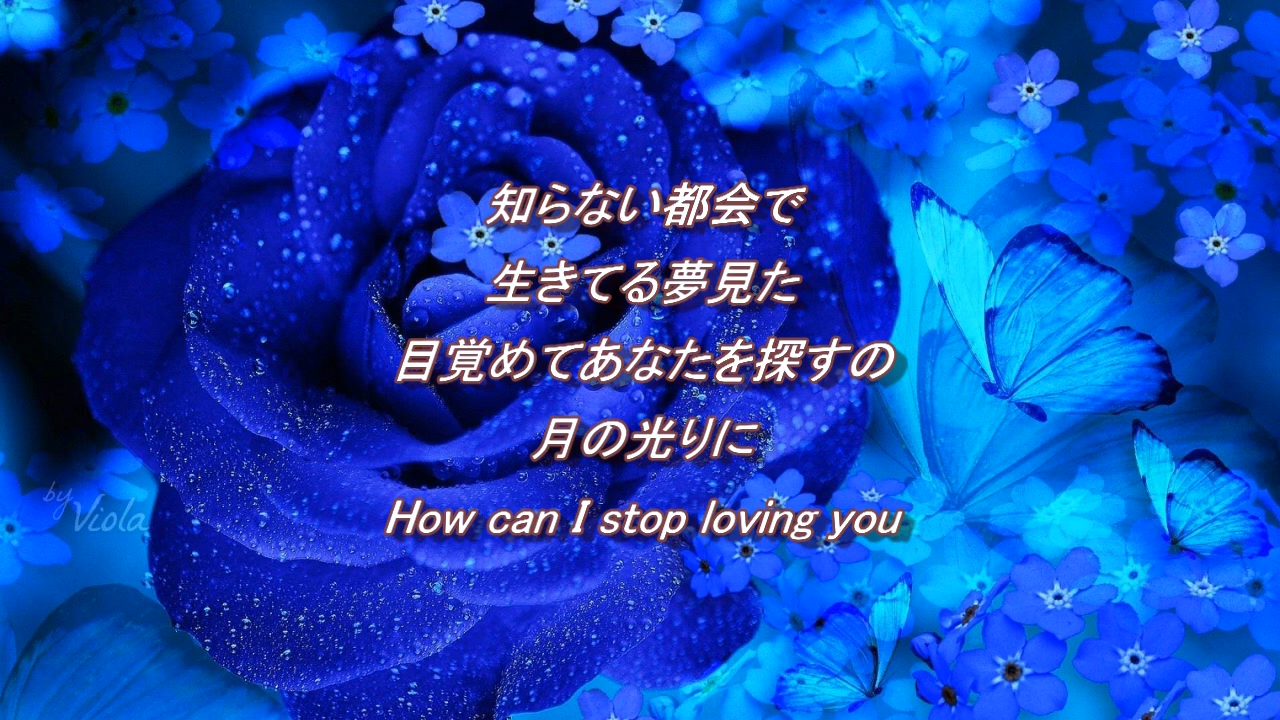 知らない都会で
生きてる夢見た
目覚めてあなたを探すの
月の光りに
How can I stop loving you
by
Viola